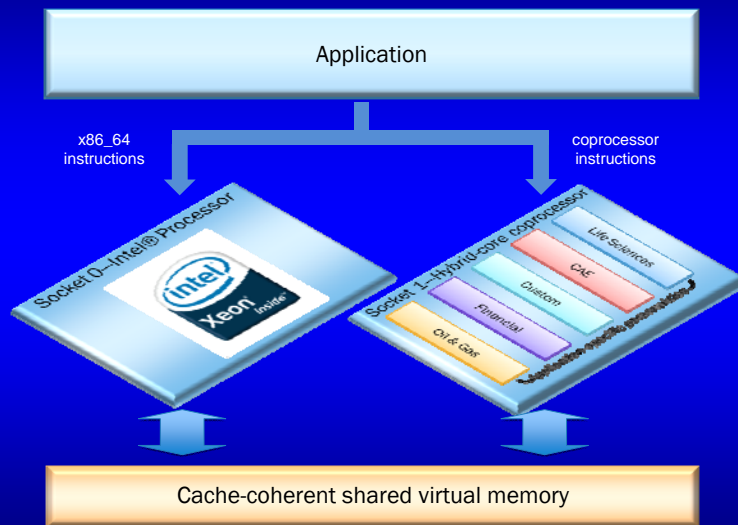 Application
x86_64
instructions
coprocessor
instructions
Socket 0—Intel® Processor
intel
Xeon®
inside™
Socket 1—Hybrid-core coprocessor
Life Sciences
CAE
Custom
Financial
Oil & Gas
Cache-coherent shared virtual memory